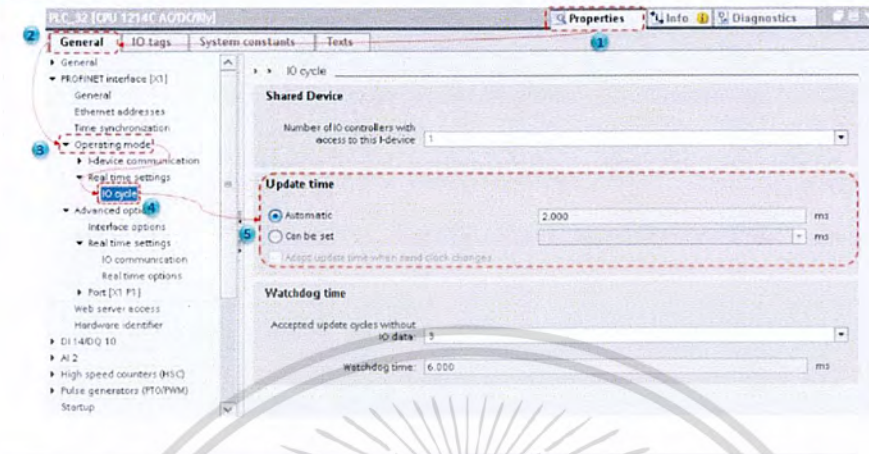 PLC_32 [CPU 1214C AC/DC/Rly]
Properties Info Diagnostics
1
2
General IO tags System constants Texts
General
PROFINET interface [X1]
General
Ethernet addresses
Time synchronization
3
Operating mode
I-device communication
Real time settings
IO cycle
4
Advanced options
Interface options
Real time settings
IO communication
Real time options
Port [X1 P1]
Web server access
Hardware identifier
DI 14/DQ 10
AI 2
High speed counters (HSC)
Pulse generators (PTO/PWM)
Startup
IO cycle
Shared Device
Number of IO controllers with
access to this I-device 1
Update time
Automatic 2.000 ms
5
Can be set ms
Adapt update time when send clock changes
Watchdog time
Accepted update cycles without
IO data: 3
Watchdog time: 6.000 ms